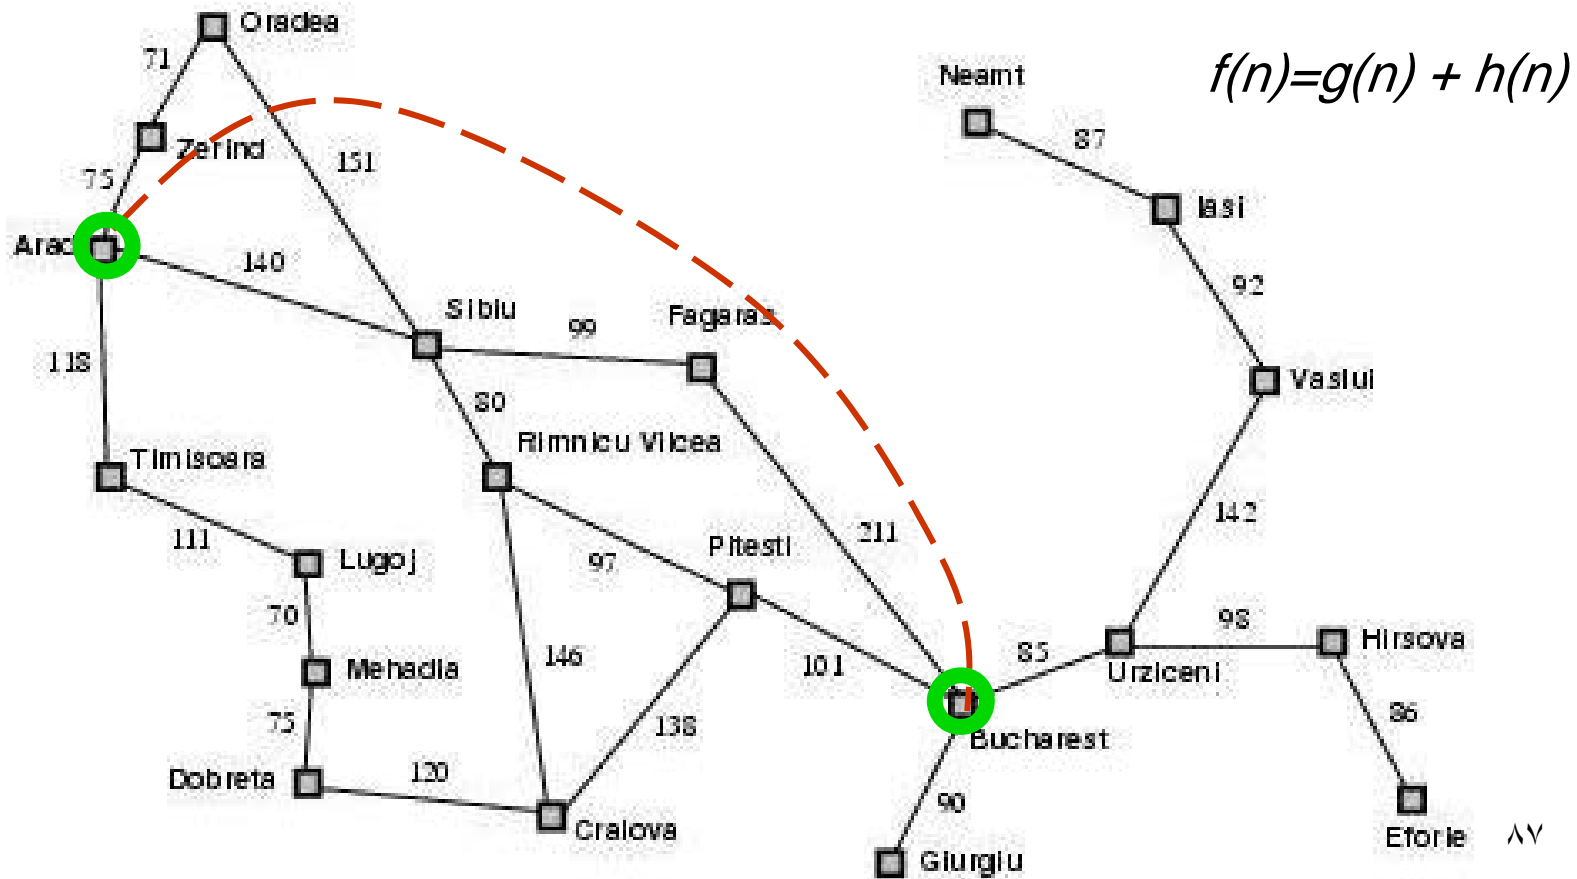 Oradea
f(n)=g(n) + h(n)
71
Neamt
87
Zerind
151
75
Iasi
Arad
140
92
Sibiu
Fagaras
99
118
Vaslui
80
Rimnicu Vilcea
Timisoara
142
111
211
Pitesti
97
Lugoj
70
98
Hirsova
146
85
Mehadia
101
Urziceni
75
138
86
Bucharest
Dobreta
120
90
Craiova
Eforie
٨٧
Giurgiu